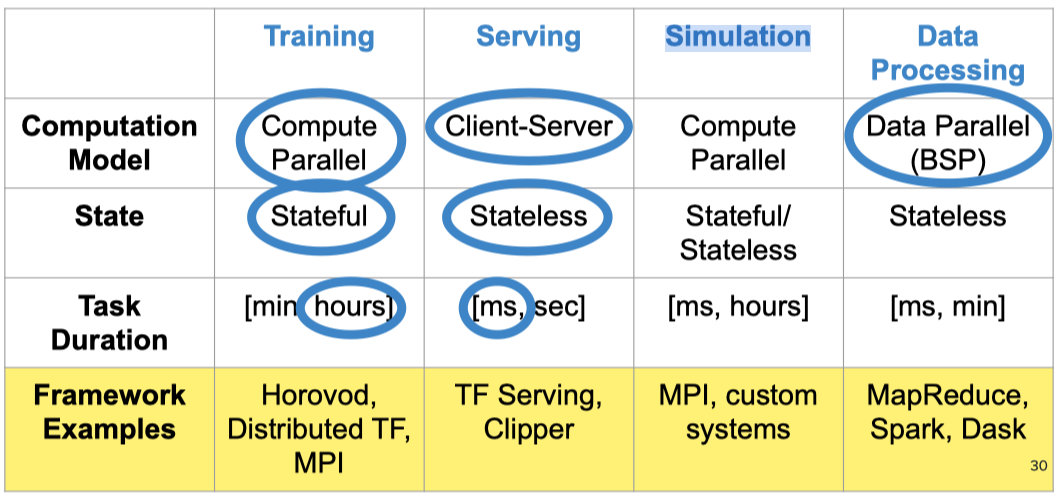 Training Serving Simulation Data
Processing
Computation
Model
Compute
Parallel
Client-Server
Compute
Parallel
Data Parallel
(BSP)
State
Stateful
Stateless
Stateful/
Stateless
Stateless
Task
Duration
[min hours]
[ms, sec]
[ms, hours]
[ms, min]
Framework
Examples
Horovod,
Distributed TF,
MPI
TF Serving,
Clipper
MPI, custom
systems
MapReduce,
Spark, Dask
30